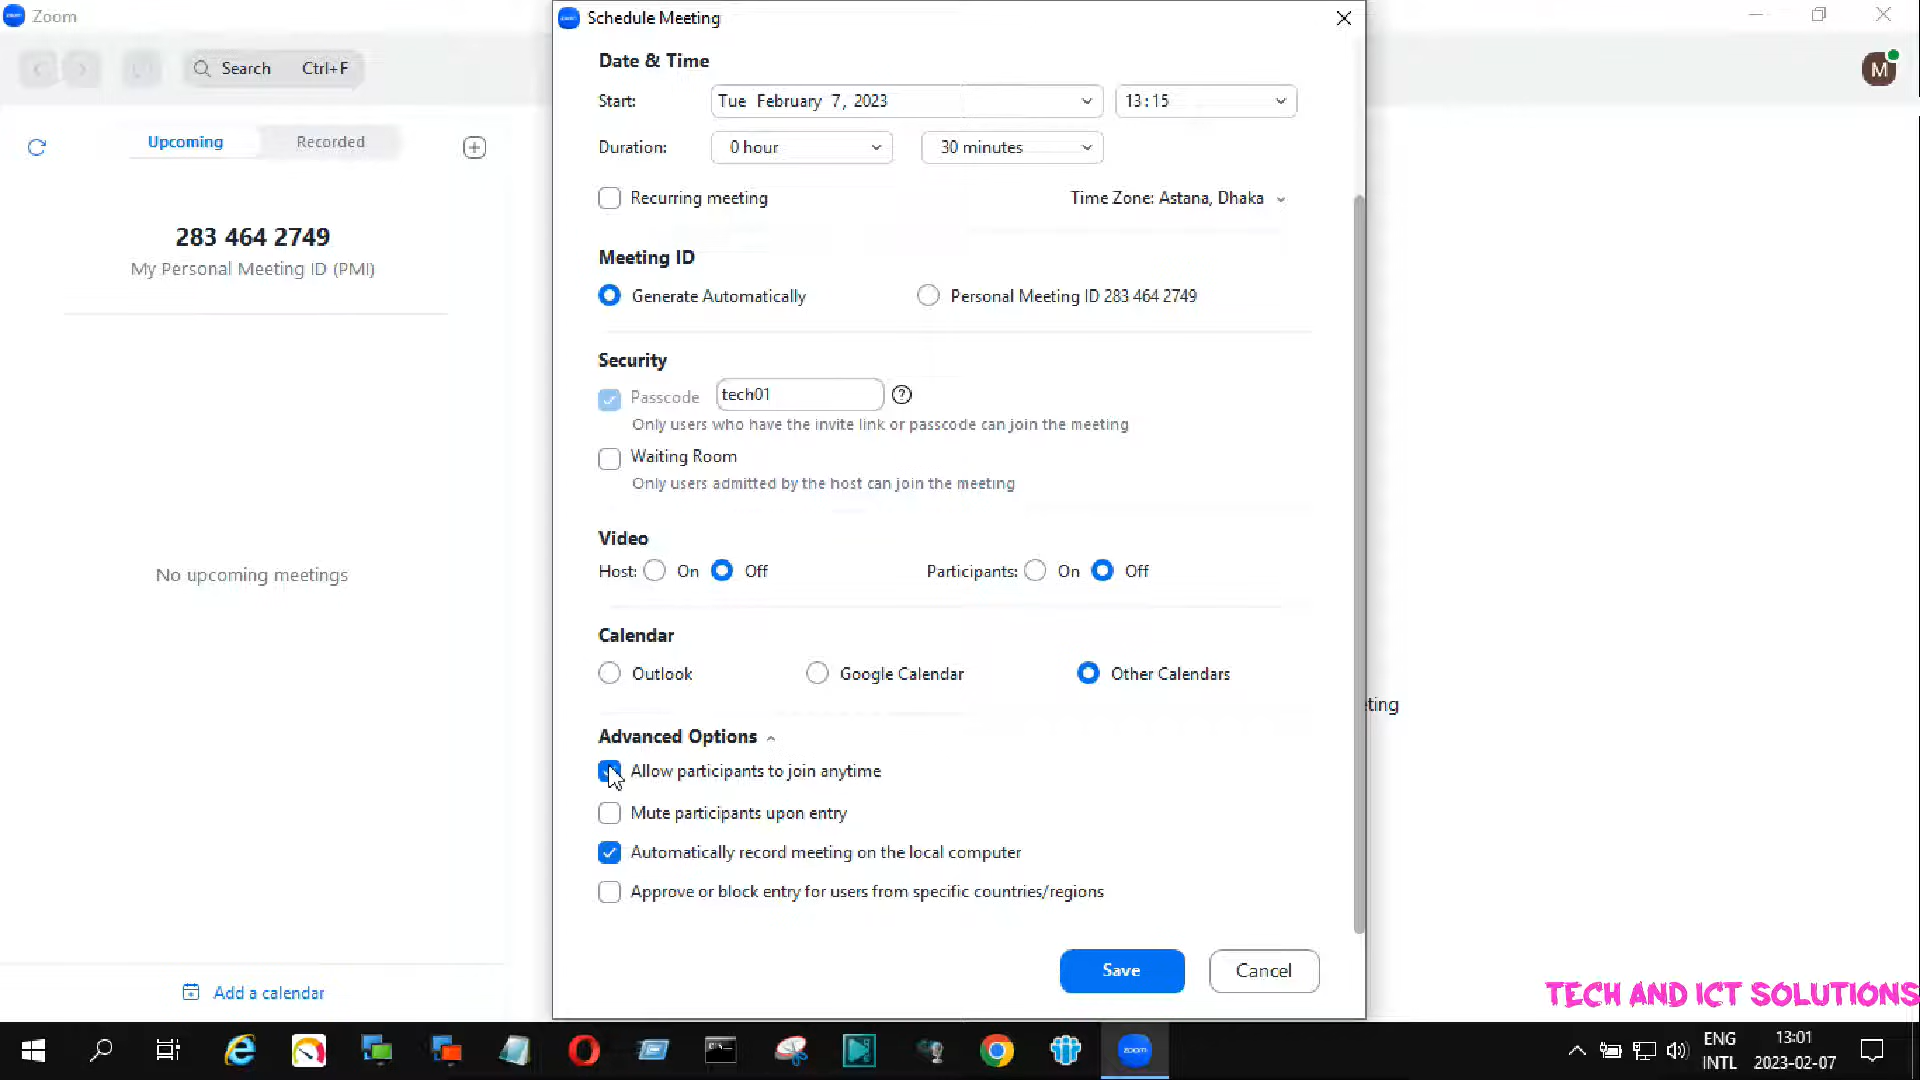 Zoom
Search Ctrl+F
M
Upcoming Recorded
283 464 2749
My Personal Meeting ID (PMI)
No upcoming meetings
Add a calendar
zoom Schedule Meeting
Date & Time
Start: Tue February 7, 2023 13:15
Duration: 0 hour 30 minutes
Recurring meeting Time Zone: Astana, Dhaka
Meeting ID
Generate Automatically Personal Meeting ID 283 464 2749
Security
Passcode tech01
Only users who have the invite link or passcode can join the meeting
Waiting Room
Only users admitted by the host can join the meeting
Video
Host: On Off Participants: On Off
Calendar
Outlook Google Calendar Other Calendars
Advanced Options
Allow participants to join anytime
Mute participants upon entry
Automatically record meeting on the local computer
Approve or block entry for users from specific countries/regions
Save Cancel
eting
TECH AND ICT SOLUTIONS
zoom
ENG
INTL
13:01
2023-02-07